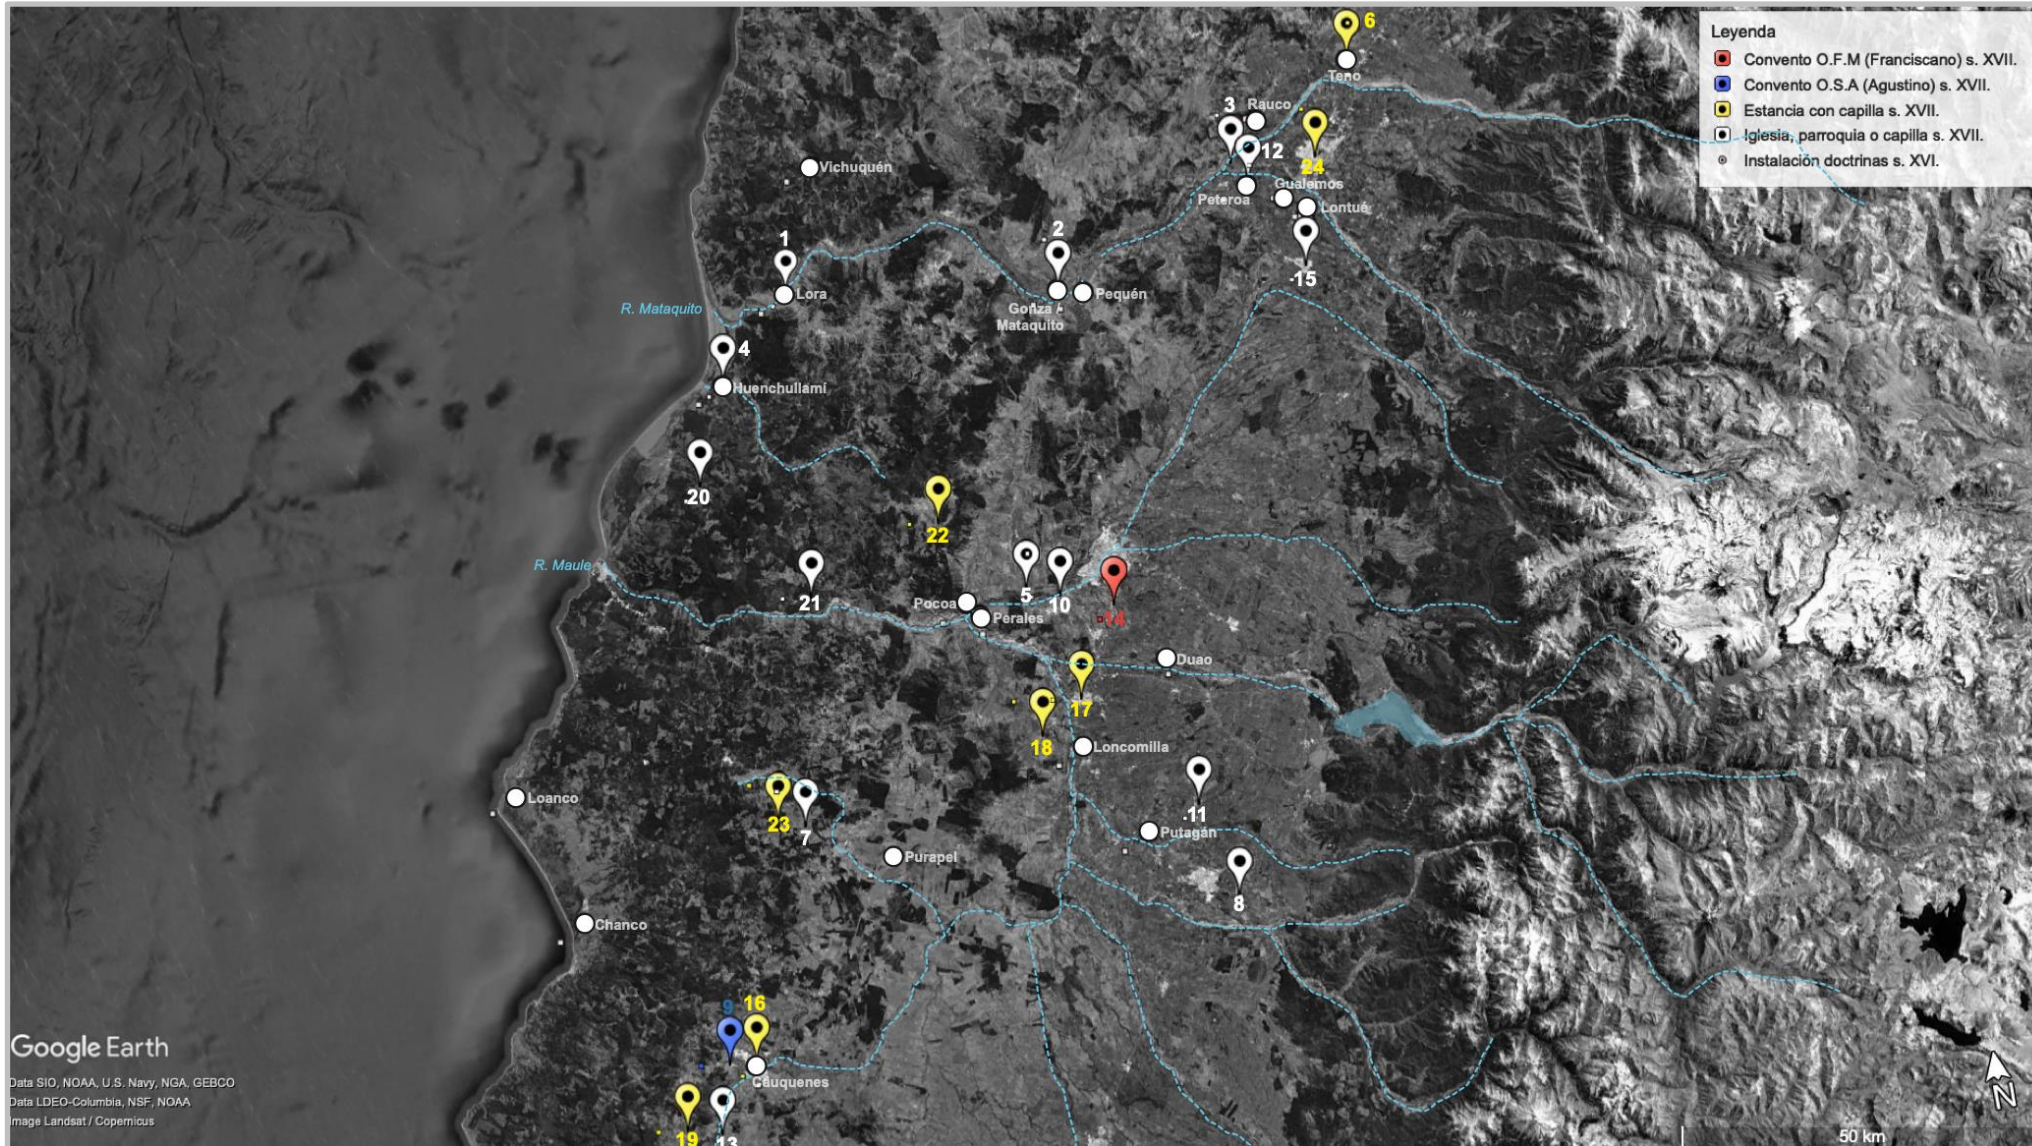 6
Leyenda
Convento O.F.M (Franciscano) s. XVII.
Convento O.S.A (Agustino) s. XVII.
Estancia con capilla s. XVII.
Iglesia, parroquia o capilla s. XVII.
Instalación doctrinas s. XVI.
Teno
3
Rauco
12
24
Vichuquén
Gualemos
Peteroa
Lontué
1
2
15
Lora
Pequén
R. Mataquito
Gonza /
Mataquito
4
Huenchullamí
20
22
R. Maule
21
5
10
14
Pocoa
Perales
Duao
17
18
Loncomilla
Loanco
23
7
11
Putagán
Purapel
8
Chanco
9
16
Cauquenes
19
13
Google Earth
Data SIO, NOAA, U.S. Navy, NGA, GEBCO
Data LDEO-Columbia, NSF, NOAA
Image Landsat / Copernicus
N
50 km